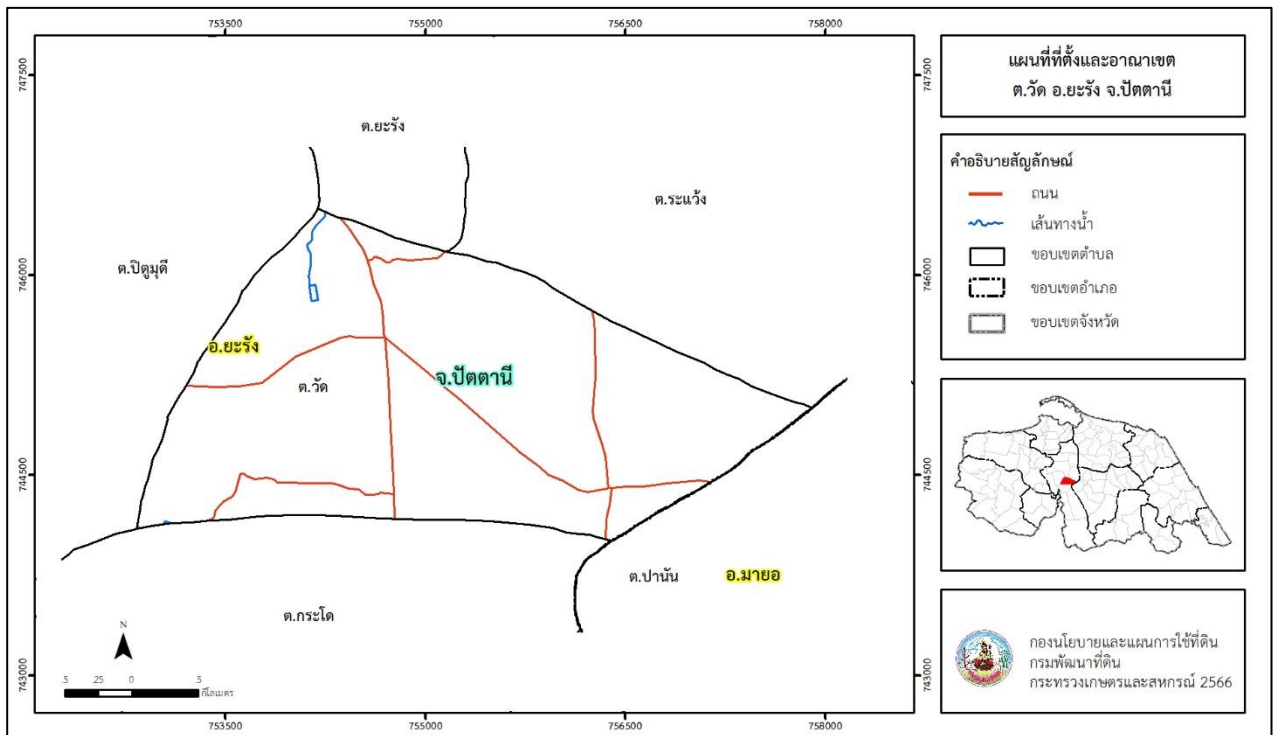 753500
755000
756500
758000
747500
747500
แผนที่ที่ตั้งและอาณาเขต
ต.วัด อ.ยะรัง จ.ปัตตานี
ต.ยะรัง
คำอธิบายสัญลักษณ์
ถนน
เส้นทางน้ำ
ขอบเขตตำบล
ขอบเขตอำเภอ
ขอบเขตจังหวัด
ต.ระแว้ง
ต.ปิตูมุดี
746000
746000
อ.ยะรัง
ต.วัด
จ.ปัตตานี
744500
744500
ต.ปานัน
อ.มายอ
ต.กระโด
N
.5
.25
0
.5
กิโลเมตร
743000
743000
กองนโยบายและแผนการใช้ที่ดิน
กรมพัฒนาที่ดิน
กระทรวงเกษตรและสหกรณ์ 2566
753500
755000
756500
758000